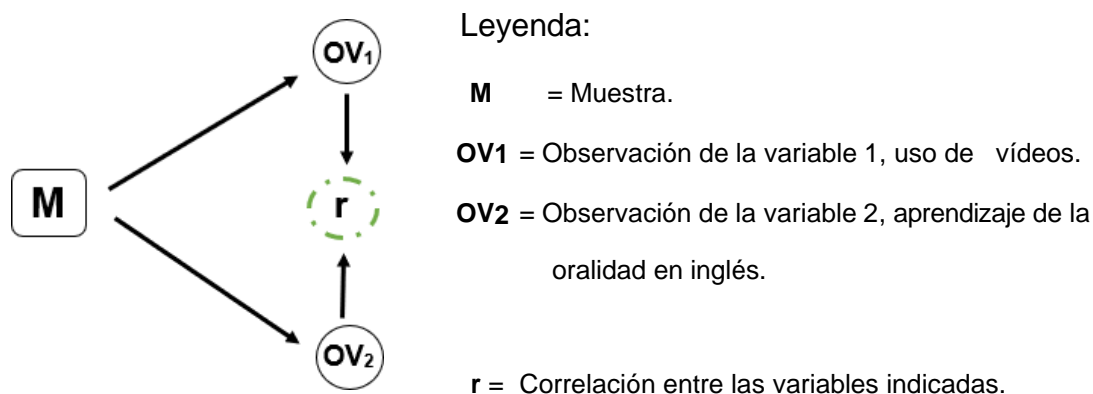 OV₁
M
r
OV₂
Leyenda:
M = Muestra.
OV1 = Observación de la variable 1, uso de vídeos.
OV2 = Observación de la variable 2, aprendizaje de la
oralidad en inglés.
r = Correlación entre las variables indicadas.